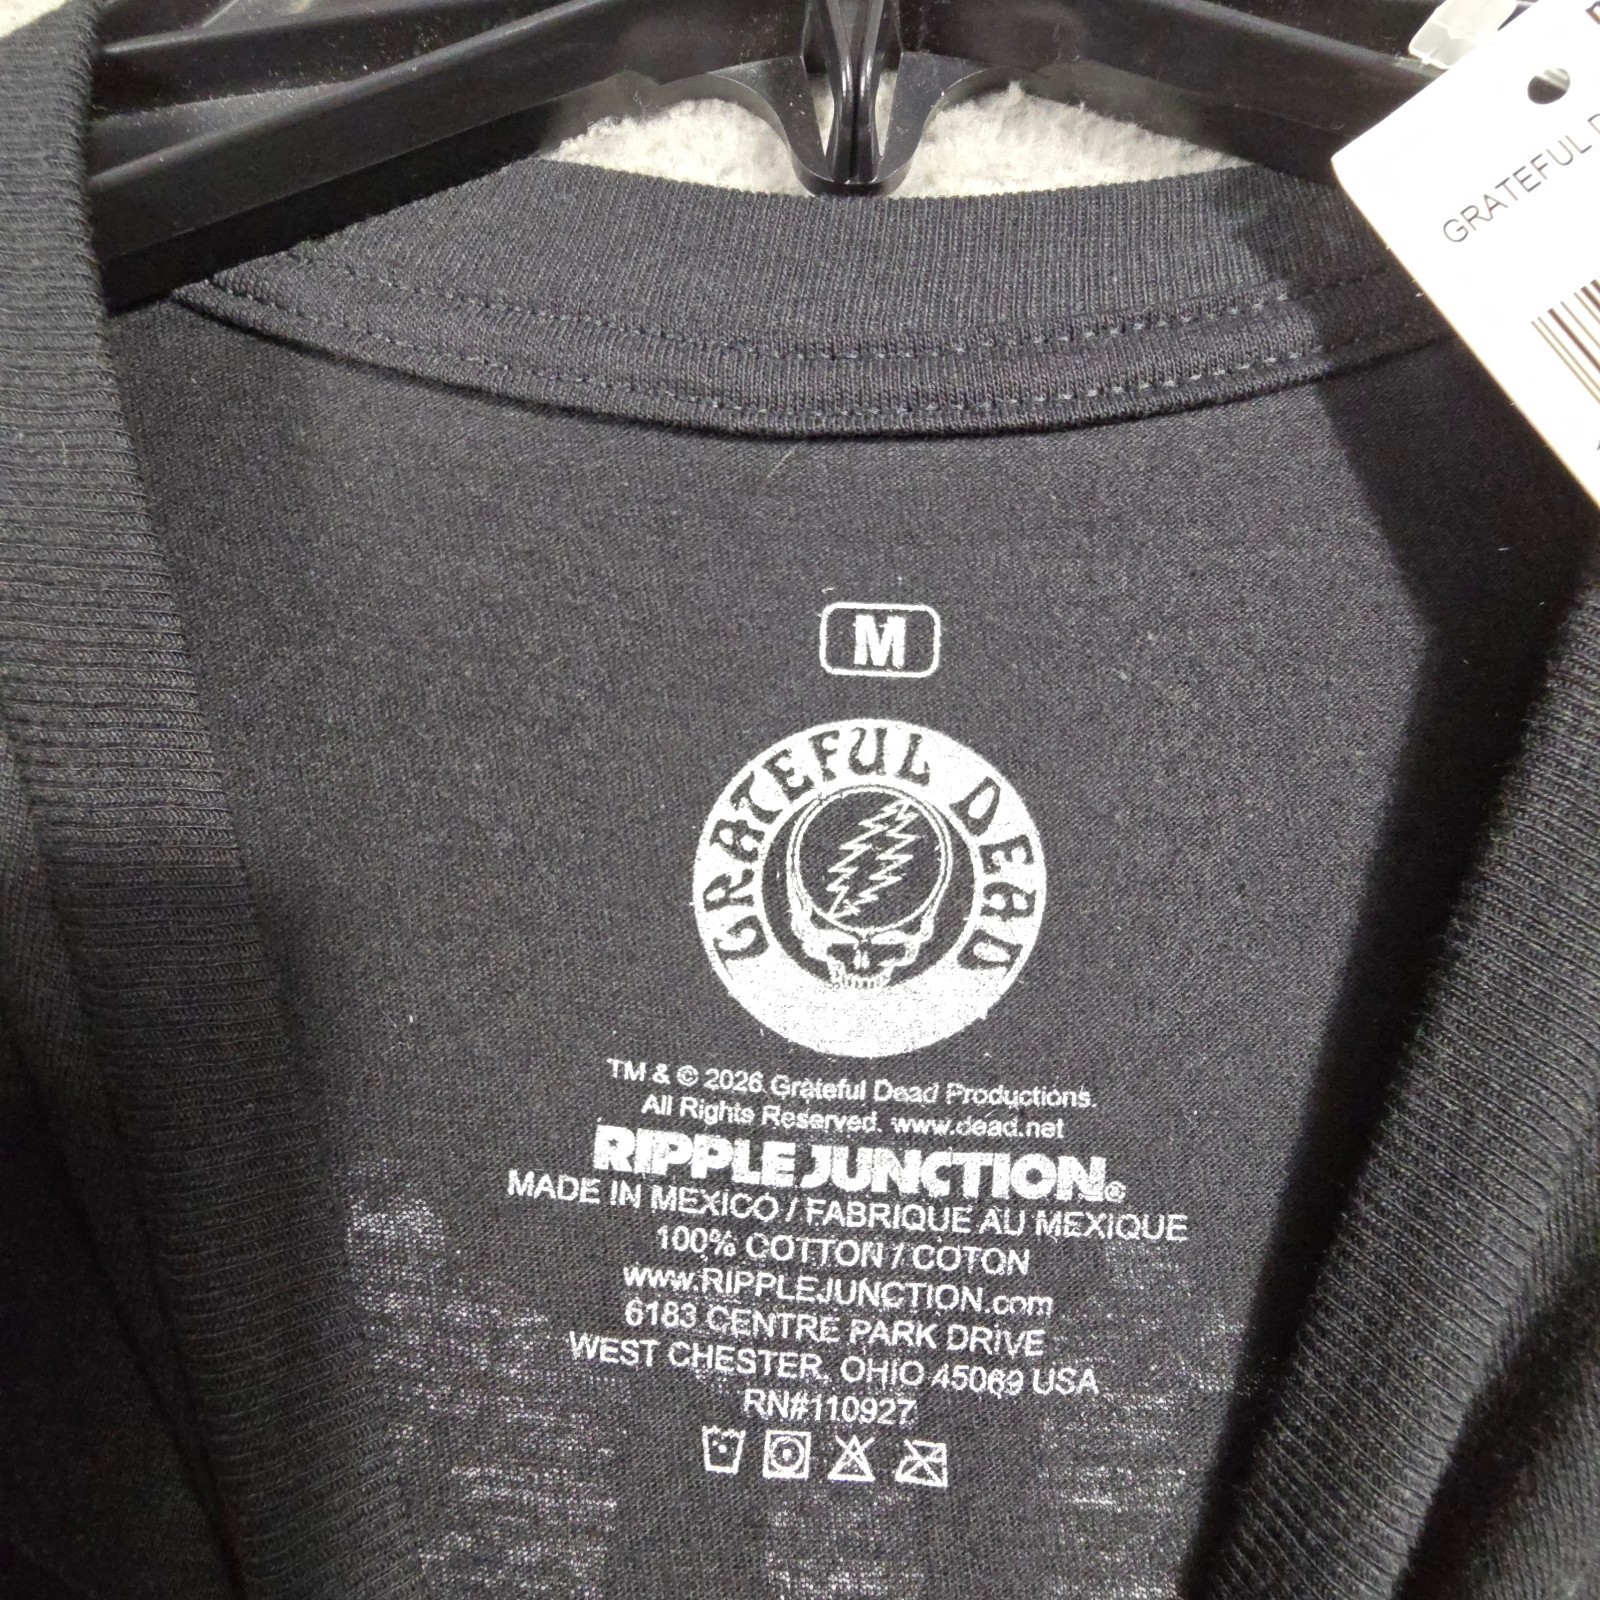 GRATEFUL
M
GRATEFUL DEAD
TM & © 2026 Grateful Dead Productions.
All Rights Reserved. www.dead.net
RIPPLE JUNCTION®
MADE IN MEXICO / FABRIQUE AU MEXIQUE
100% COTTON / COTON
www.RIPPLEJUNCTION.com
6183 CENTRE PARK DRIVE
WEST CHESTER, OHIO 45069 USA
RN#110927